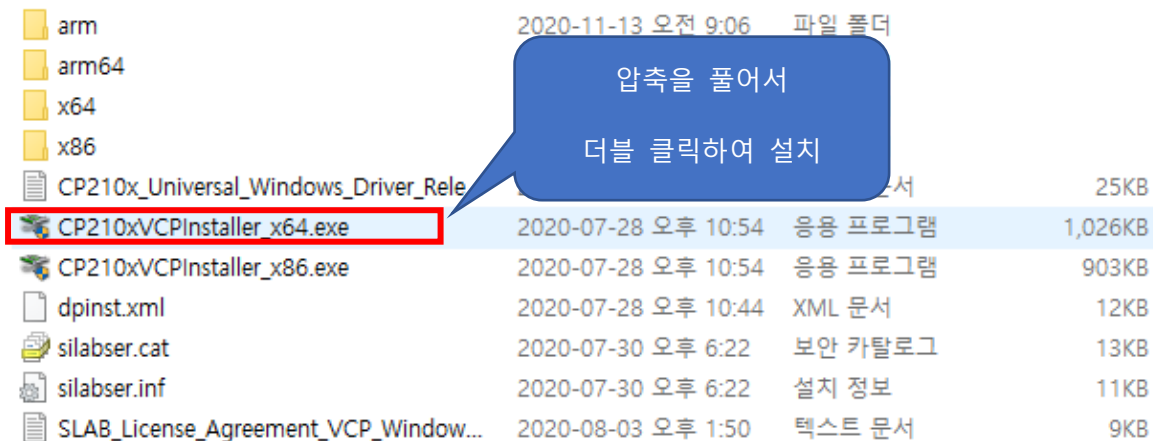 arm 2020-11-13 오전 9:06 파일 폴더
arm64
x64
x86
압축을 풀어서
더블 클릭하여 설치
CP210x_Universal_Windows_Driver_Rele 25KB
CP210xVCPInstaller_x64.exe 2020-07-28 오후 10:54 응용 프로그램 1,026KB
CP210xVCPInstaller_x86.exe 2020-07-28 오후 10:54 응용 프로그램 903KB
dpinst.xml 2020-07-28 오후 10:44 XML 문서 12KB
silabser.cat 2020-07-30 오후 6:22 보안 카탈로그 13KB
silabser.inf 2020-07-30 오후 6:22 설치 정보 11KB
SLAB_License_Agreement_VCP_Window... 2020-08-03 오후 1:50 텍스트 문서 9KB